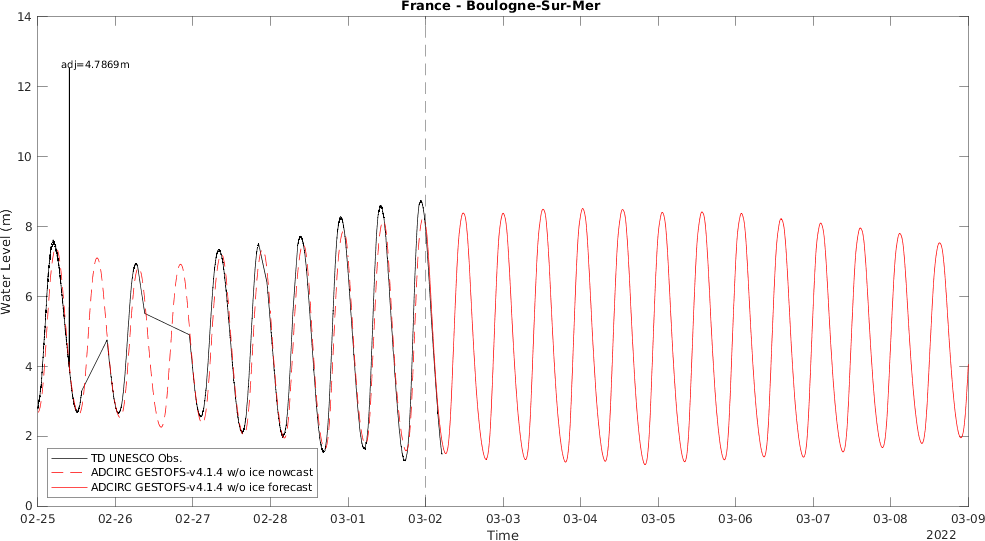 France - Boulogne-Sur-Mer
14
12
10
8
6
4
2
0
Water Level (m)
adj=4.7869m
TD UNESCO Obs.
ADCIRC GESTOFS-v4.1.4 w/o ice nowcast
ADCIRC GESTOFS-v4.1.4 w/o ice forecast
02-25 02-26 02-27 02-28 03-01 03-02 03-03 03-04 03-05 03-06 03-07 03-08 03-09
Time
2022